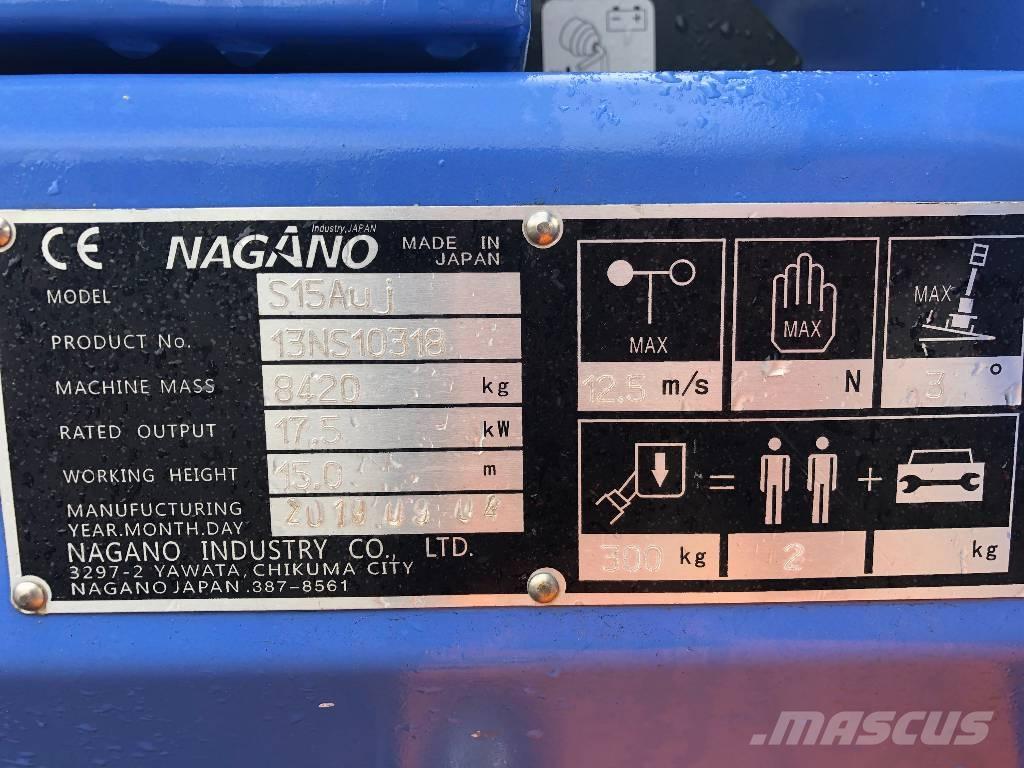 CE Industry,JAPAN NAGANO MADE IN JAPAN
MODEL S15Auj
PRODUCT No. 13NS10318
MACHINE MASS 8420 kg
RATED OUTPUT 17.5 kW
WORKING HEIGHT 15.0 m
MANUFUCTURING
YEAR.MONTH.DAY
NAGANO INDUSTRY CO., LTD.
3297-2 YAWATA, CHIKUMA CITY
NAGANO JAPAN .387-8561
MAX
12.5 m/s
MAX
N
MAX
3 °
=
+
300 kg
2
kg
MASCUS